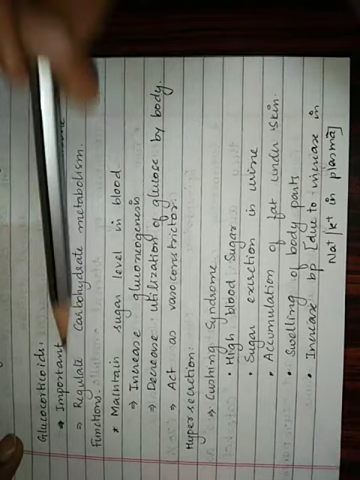 Glucocorticoids:
→ Important
→ Regulate Carbohydrate metabolism.
Functions:
* Maintain sugar level in blood.
⇒ Increase gluconeogenesis
⇒ Decrease utilization of glucose by body.
⇒ Act as vasoconstrictor.
Hypersecretion:
→ Cushing Syndrome
• High blood Sugar
• Sugar excretion in urine
• Accumulation of fat under skin.
• Swelling of body parts
• Increase bp [due to increase in
Na+/K+ in plasma]